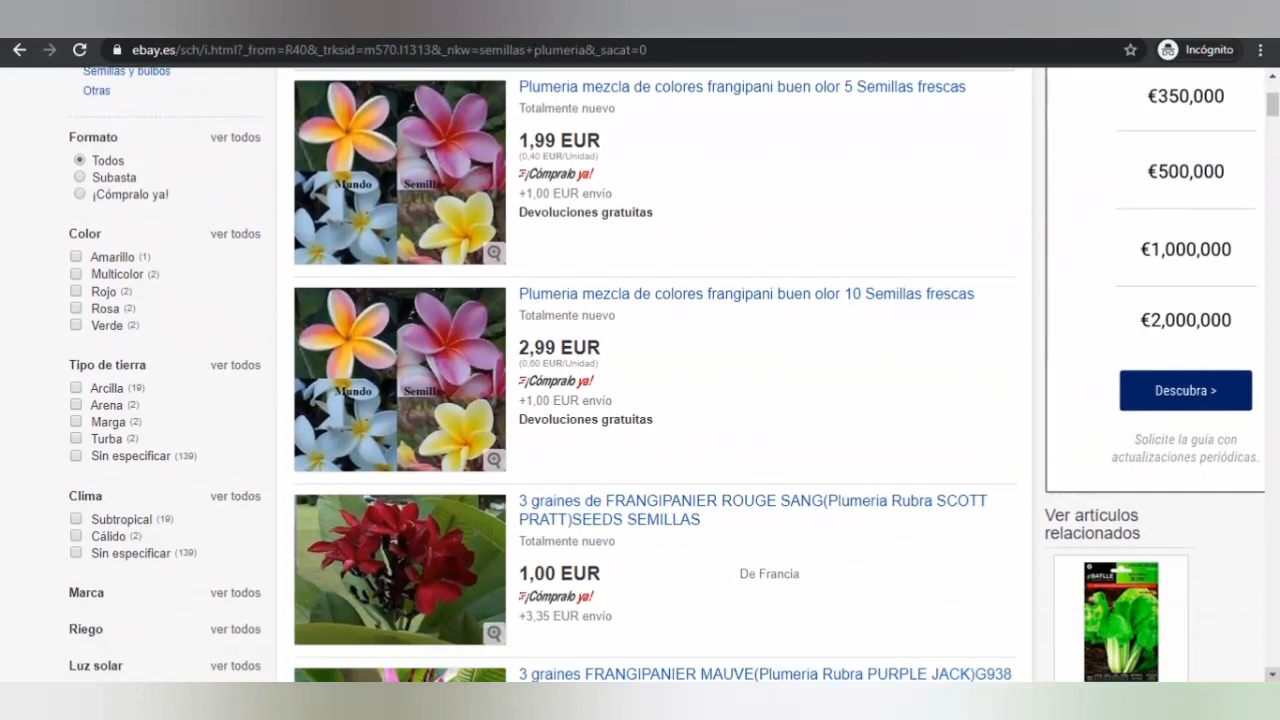 ebay.es/sch/i.html?_from=R40&_trksid=m570.l1313&_nkw=semillas+plumeria&_sacat=0
Incógnito
Semillas y bulbos
Otras
Formato ver todos
Todos
Subasta
¡Cómpralo ya!
Color ver todos
Amarillo (1)
Multicolor (2)
Rojo (2)
Rosa (2)
Verde (2)
Tipo de tierra ver todos
Arcilla (19)
Arena (2)
Marga (2)
Turba (2)
Sin especificar (139)
Clima ver todos
Subtropical (19)
Cálido (2)
Sin especificar (139)
Marca ver todos
Riego ver todos
Luz solar ver todos
Mundo Semillas
Plumeria mezcla de colores frangipani buen olor 5 Semillas frescas
Totalmente nuevo
1,99 EUR
(0,40 EUR/Unidad)
¡Cómpralo ya!
+1,00 EUR envío
Devoluciones gratuitas
Mundo Semillas
Plumeria mezcla de colores frangipani buen olor 10 Semillas frescas
Totalmente nuevo
2,99 EUR
(0,60 EUR/Unidad)
¡Cómpralo ya!
+1,00 EUR envío
Devoluciones gratuitas
3 graines de FRANGIPANIER ROUGE SANG(Plumeria Rubra SCOTT
PRATT)SEEDS SEMILLAS
Totalmente nuevo
1,00 EUR
De Francia
¡Cómpralo ya!
+3,35 EUR envío
3 graines FRANGIPANIER MAUVE(Plumeria Rubra PURPLE JACK)G938
€350,000
€500,000
€1,000,000
€2,000,000
Descubra >
Solicite la guía con
actualizaciones periódicas.
Ver artículos
relacionados
BATLLE